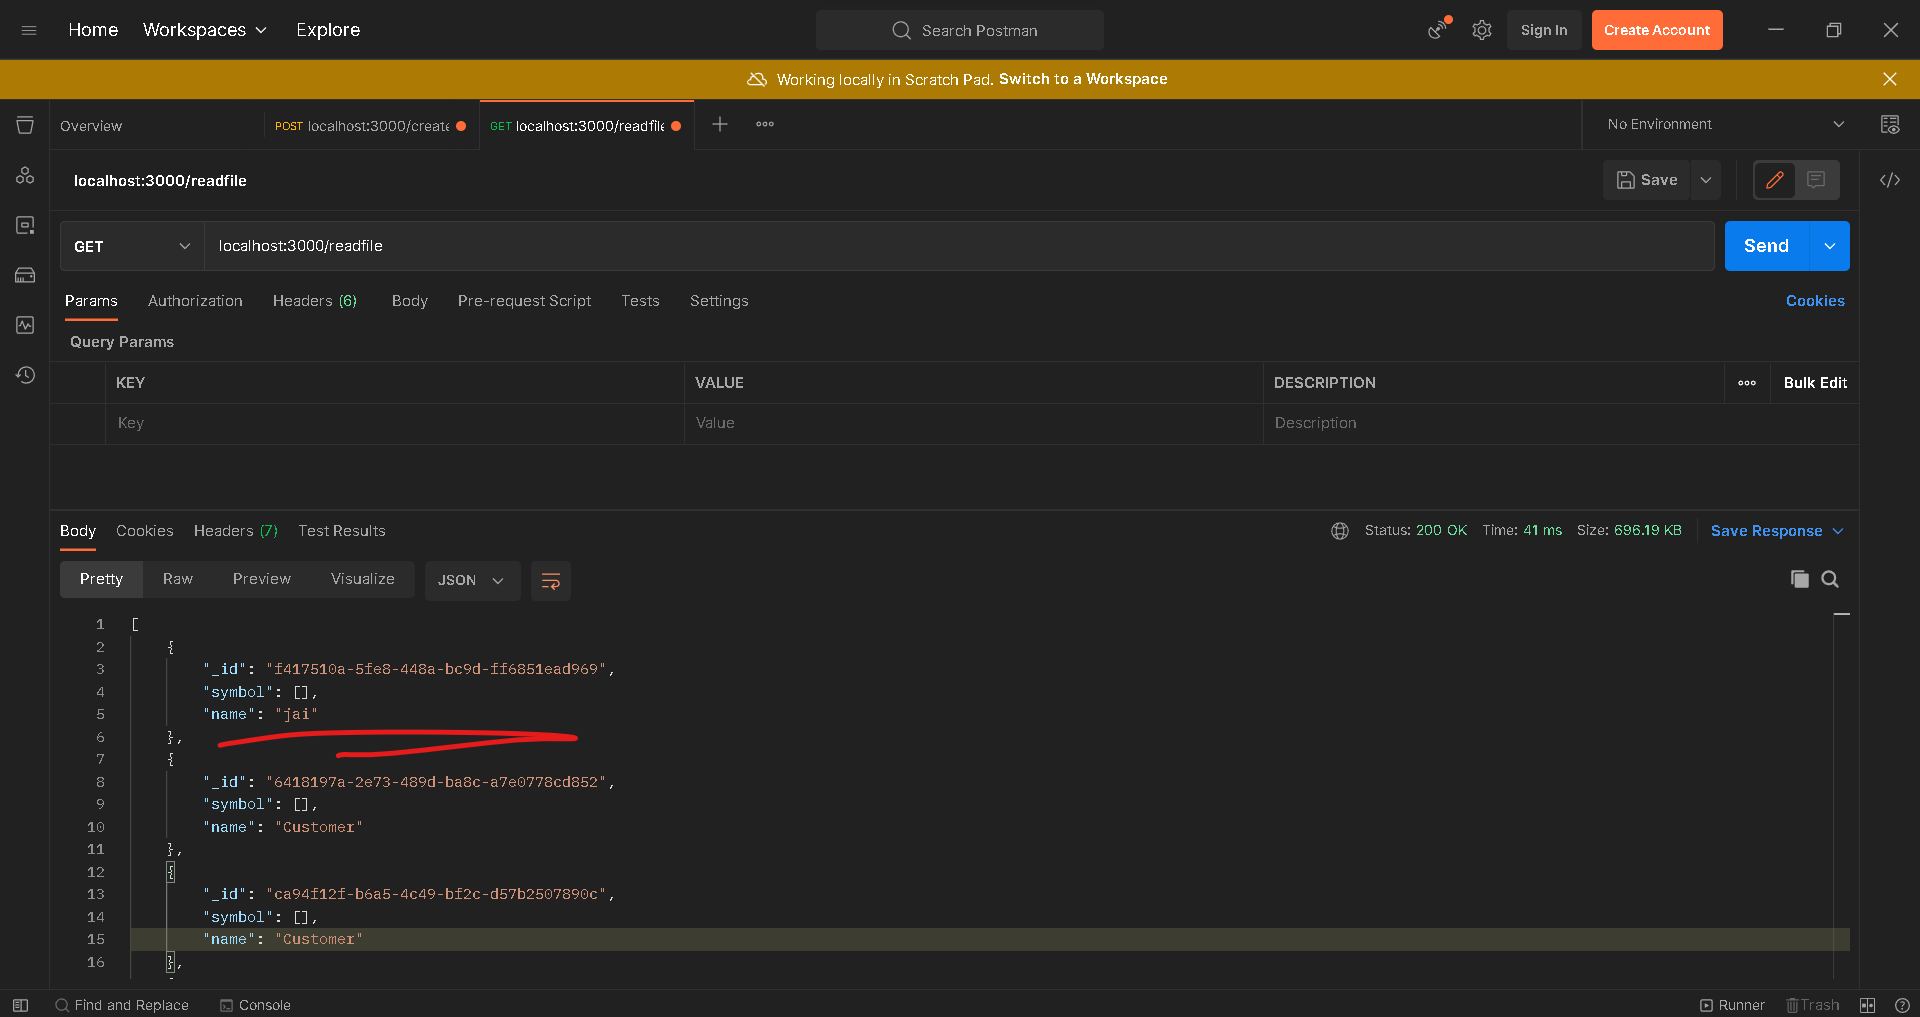 Home Workspaces Explore Search Postman Sign In Create Account
Working locally in Scratch Pad. Switch to a Workspace
Overview POST localhost:3000/create GET localhost:3000/readfile No Environment
localhost:3000/readfile Save
GET localhost:3000/readfile Send
Params Authorization Headers (6) Body Pre-request Script Tests Settings Cookies
Query Params
KEY VALUE DESCRIPTION Bulk Edit
Key Value Description
Body Cookies Headers (7) Test Results Status: 200 OK Time: 41 ms Size: 696.19 KB Save Response
Pretty Raw Preview Visualize JSON
1 [
2 {
3 "_id": "f417510a-5fe8-448a-bc9d-ff6851ead969",
4 "symbol": [],
5 "name": "jai"
6 },
7 {
8 "_id": "6418197a-2e73-489d-ba8c-a7e0778cd852",
9 "symbol": [],
10 "name": "Customer"
11 },
12 {
13 "_id": "ca94f12f-b6a5-4c49-bf2c-d57b2507890c",
14 "symbol": [],
15 "name": "Customer"
16 },
Find and Replace Console Runner Trash